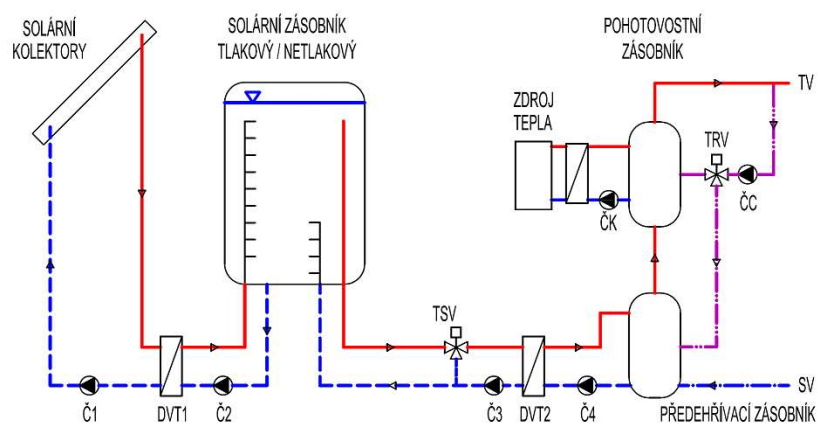 SOLÁRNÍ
KOLEKTORY
SOLÁRNÍ ZÁSOBNÍK
TLAKOVÝ / NETLAKOVÝ
POHOTOVOSTNÍ
ZÁSOBNÍK
TV
ZDROJ
TEPLA
TRV
ČK
ČC
TSV
Č1
DVT1
Č2
Č3
DVT2
Č4
SV
PŘEDEHŘÍVACÍ ZÁSOBNÍK